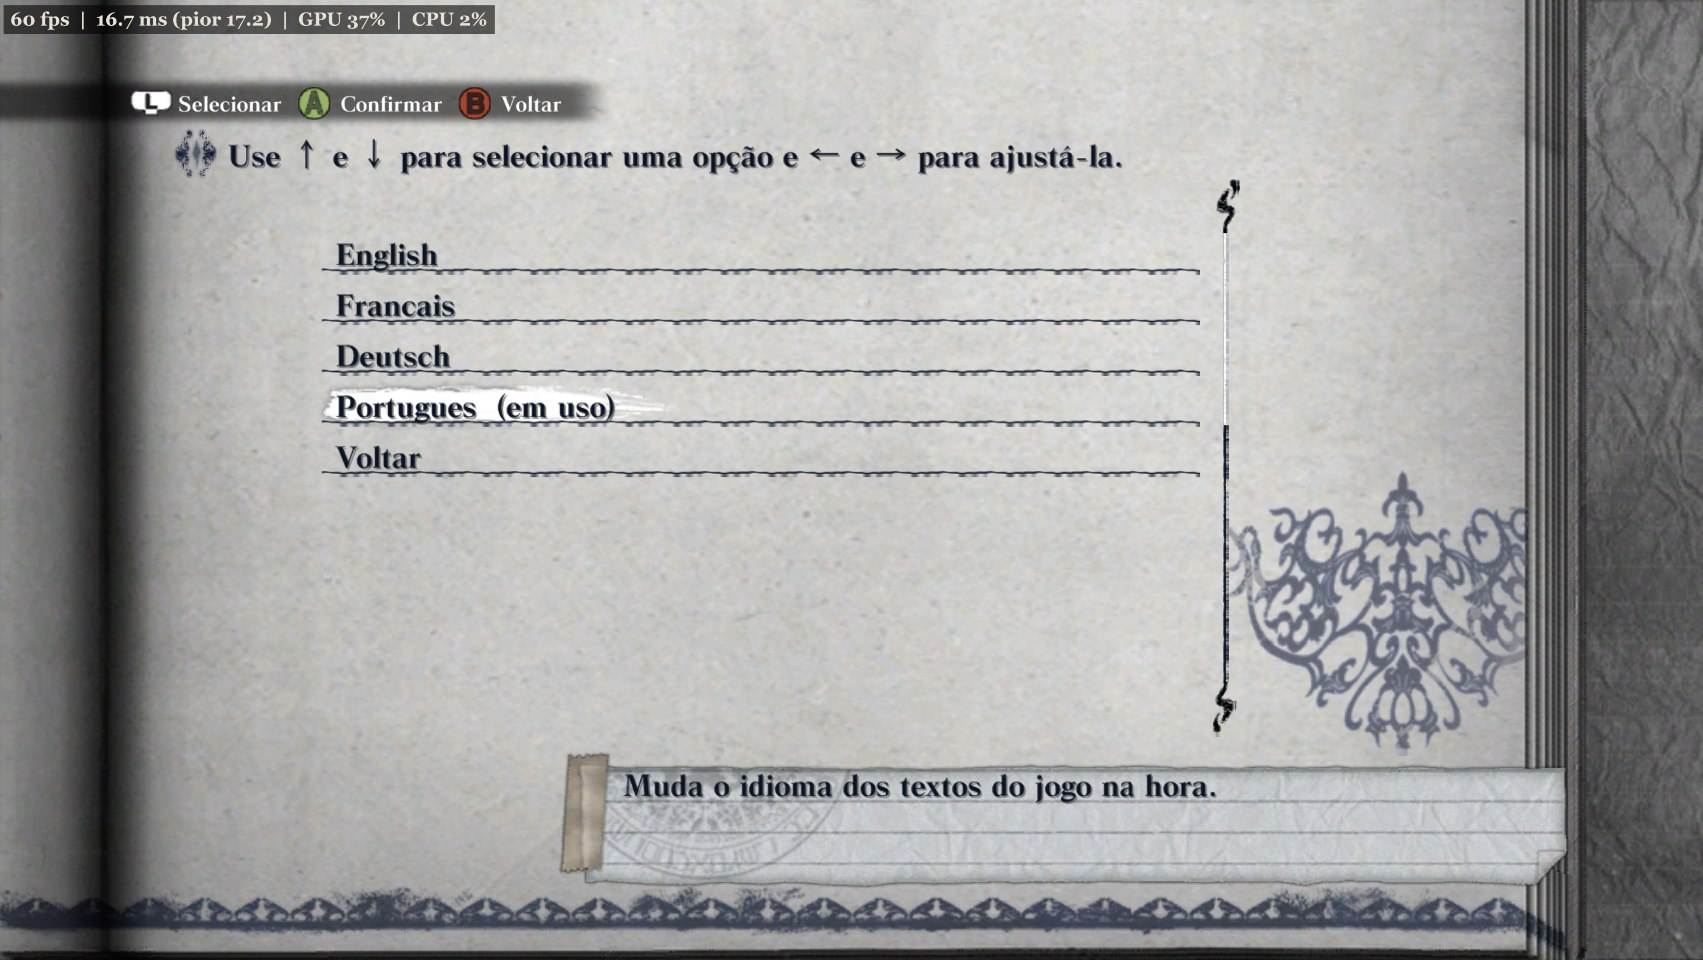 60 fps | 16.7 ms (pior 17.2) | GPU 37% | CPU 2%
L Selecionar A Confirmar B Voltar
Use ↑ e ↓ para selecionar uma opção e ← e → para ajustá-la.
English
Francais
Deutsch
Portugues (em uso)
Voltar
Muda o idioma dos textos do jogo na hora.